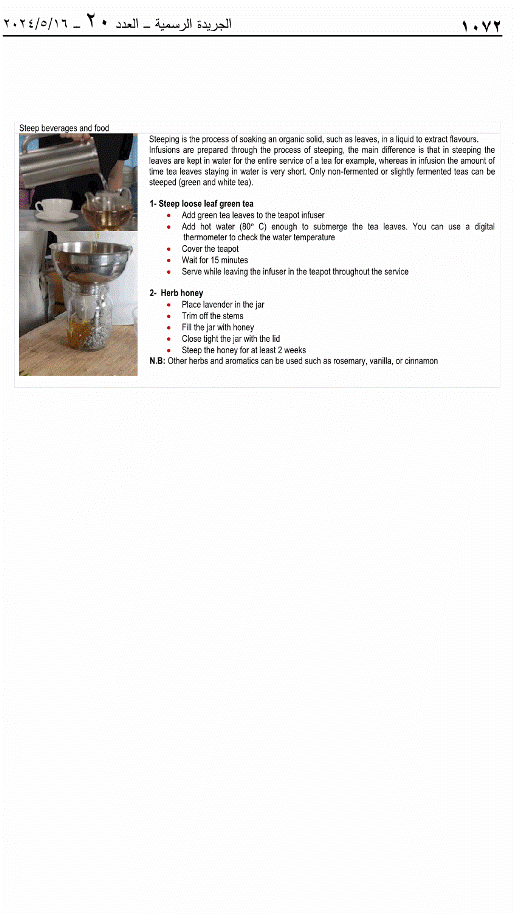 ١٠٧٢ الجريدة الرسمية – العدد ٢٠ – ٢٠٢٤/٥/١٦
Steep beverages and food
Steeping is the process of soaking an organic solid, such as leaves, in a liquid to extract flavours.
Infusions are prepared through the process of steeping, the main difference is that in steeping the
leaves are kept in water for the entire service of a tea for example, whereas in infusion the amount of
time tea leaves staying in water is very short. Only non-fermented or slightly fermented teas can be
steeped (green and white tea).
1- Steep loose leaf green tea
• Add green tea leaves to the teapot infuser
• Add hot water (80° C) enough to submerge the tea leaves. You can use a digital
thermometer to check the water temperature
• Cover the teapot
• Wait for 15 minutes
• Serve while leaving the infuser in the teapot throughout the service
2- Herb honey
• Place lavender in the jar
• Trim off the stems
• Fill the jar with honey
• Close tight the jar with the lid
• Steep the honey for at least 2 weeks
N.B: Other herbs and aromatics can be used such as rosemary, vanilla, or cinnamon